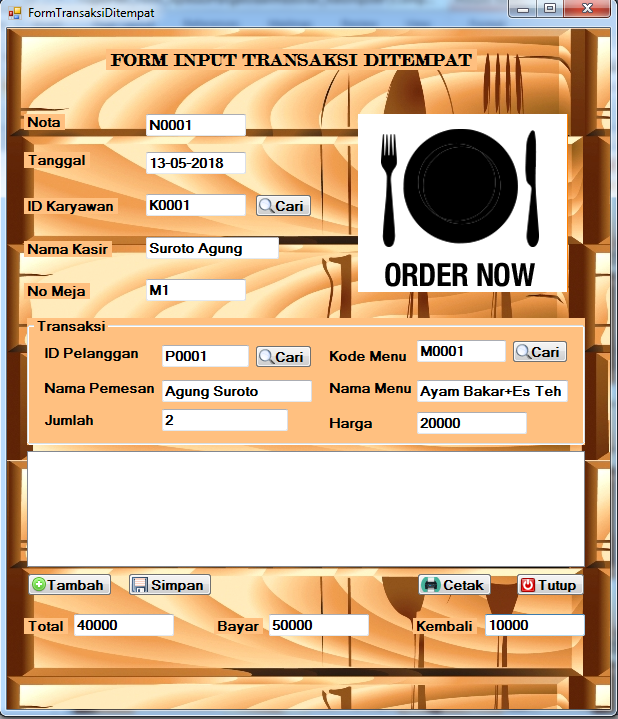 FormTransaksiDitempat
FORM INPUT TRANSAKSI DITEMPAT
Nota N0001
Tanggal 13-05-2018
ID Karyawan K0001 Cari
Nama Kasir Suroto Agung
No Meja M1
ORDER NOW
Transaksi
ID Pelanggan P0001 Cari Kode Menu M0001 Cari
Nama Pemesan Agung Suroto Nama Menu Ayam Bakar+Es Teh
Jumlah 2 Harga 20000
Tambah Simpan Cetak Tutup
Total 40000 Bayar 50000 Kembali 10000